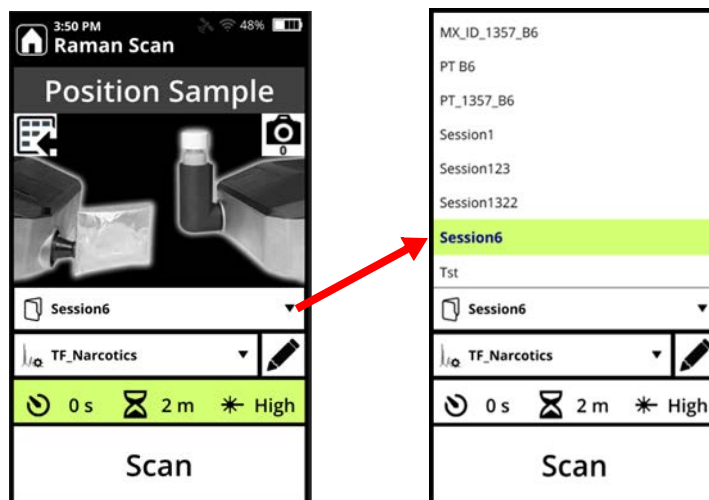 3:50 PM
48%
Raman Scan
Position Sample
0
Session6
TF_Narcotics
0 s 2 m High
Scan
MX_ID_1357_B6
PT B6
PT_1357_B6
Session1
Session123
Session1322
Session6
Tst
Session6
TF_Narcotics
0 s 2 m High
Scan